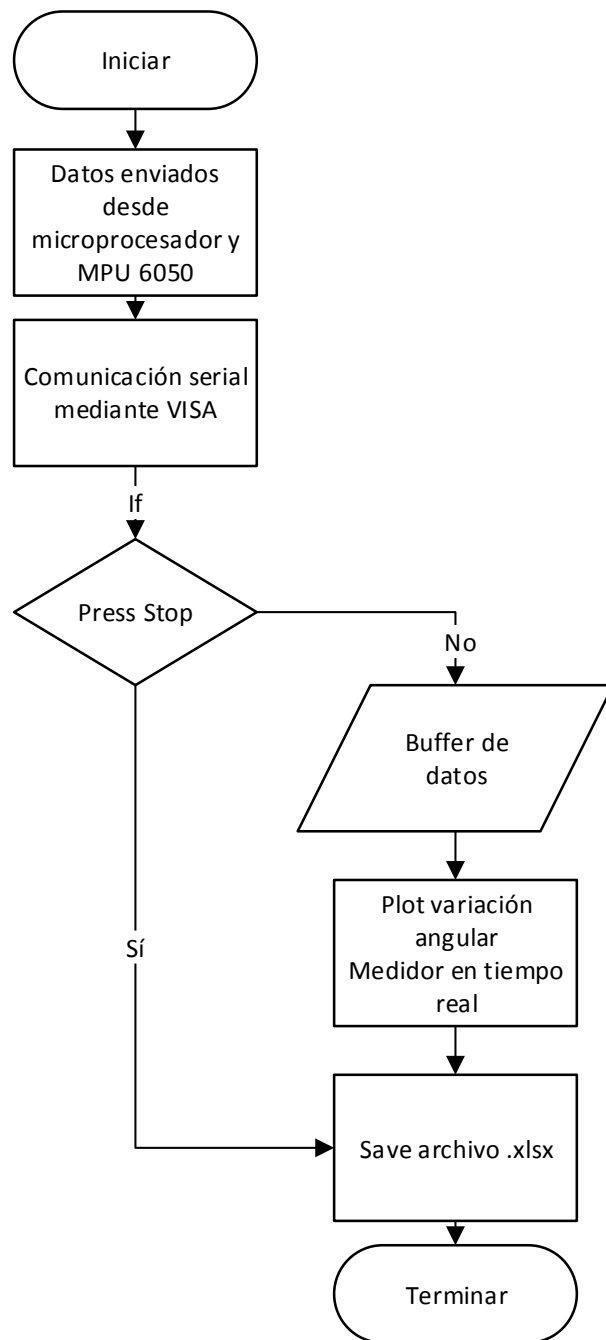 Iniciar
Datos enviados
desde
microprocesador y
MPU 6050
Comunicación serial
mediante VISA
If
Press Stop
No
Buffer de
datos
Plot variación
angular
Medidor en tiempo
real
Sí
Save archivo .xlsx
Terminar